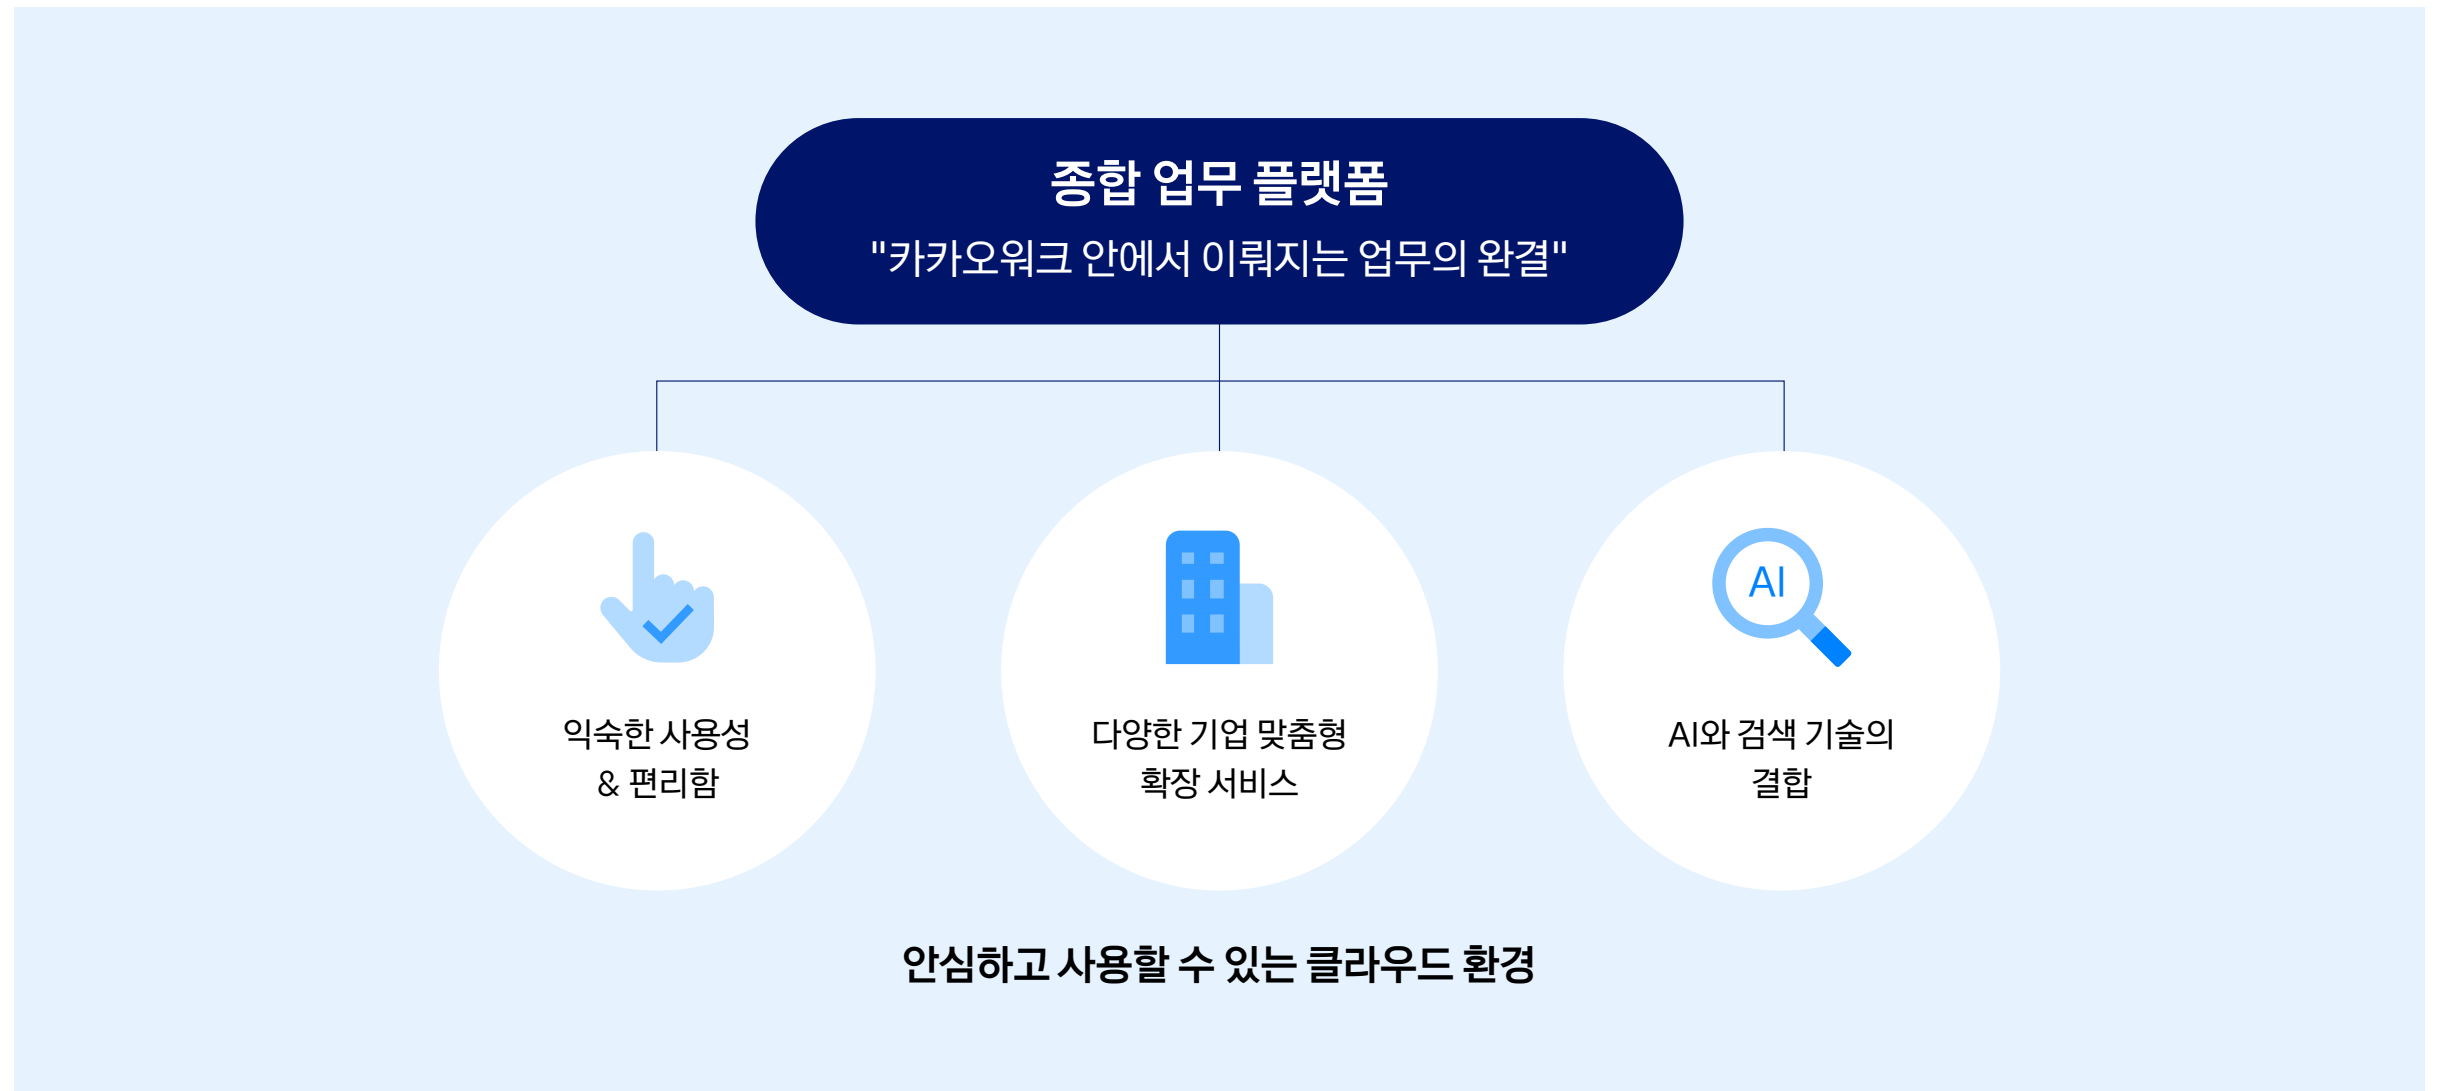 종합 업무 플랫폼
"카카오워크 안에서 이뤄지는 업무의 완결"
익숙한 사용성
& 편리함
다양한 기업 맞춤형
확장 서비스
AI
AI와 검색 기술의
결합
안심하고 사용할 수 있는 클라우드 환경